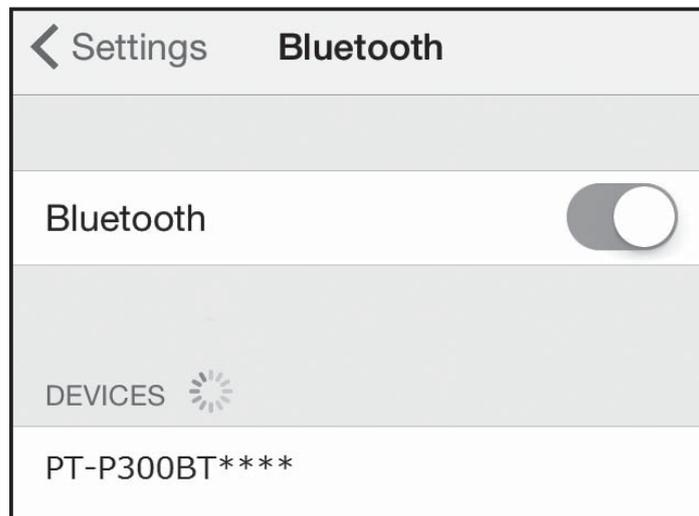 Settings Bluetooth
Bluetooth
DEVICES
PT-P300BT****